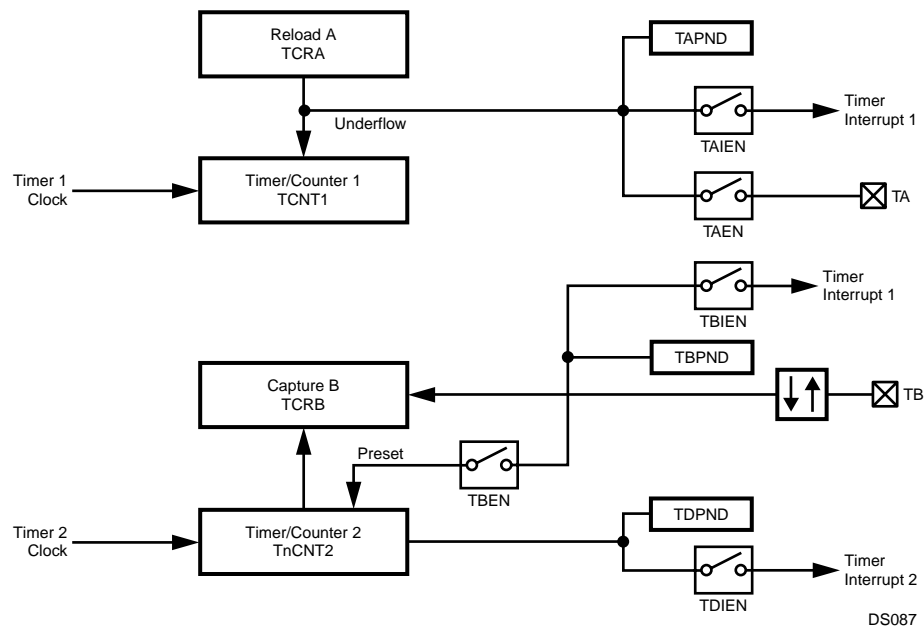 Reload A
TCRA
TAPND
Underflow
Timer
Interrupt 1
TAIEN
Timer 1
Clock
Timer/Counter 1
TCNT1
TA
TAEN
Timer
Interrupt 1
TBIEN
TBPND
Capture B
TCRB
TB
Preset
TBEN
TDPND
Timer 2
Clock
Timer/Counter 2
TnCNT2
Timer
Interrupt 2
TDIEN
DS087